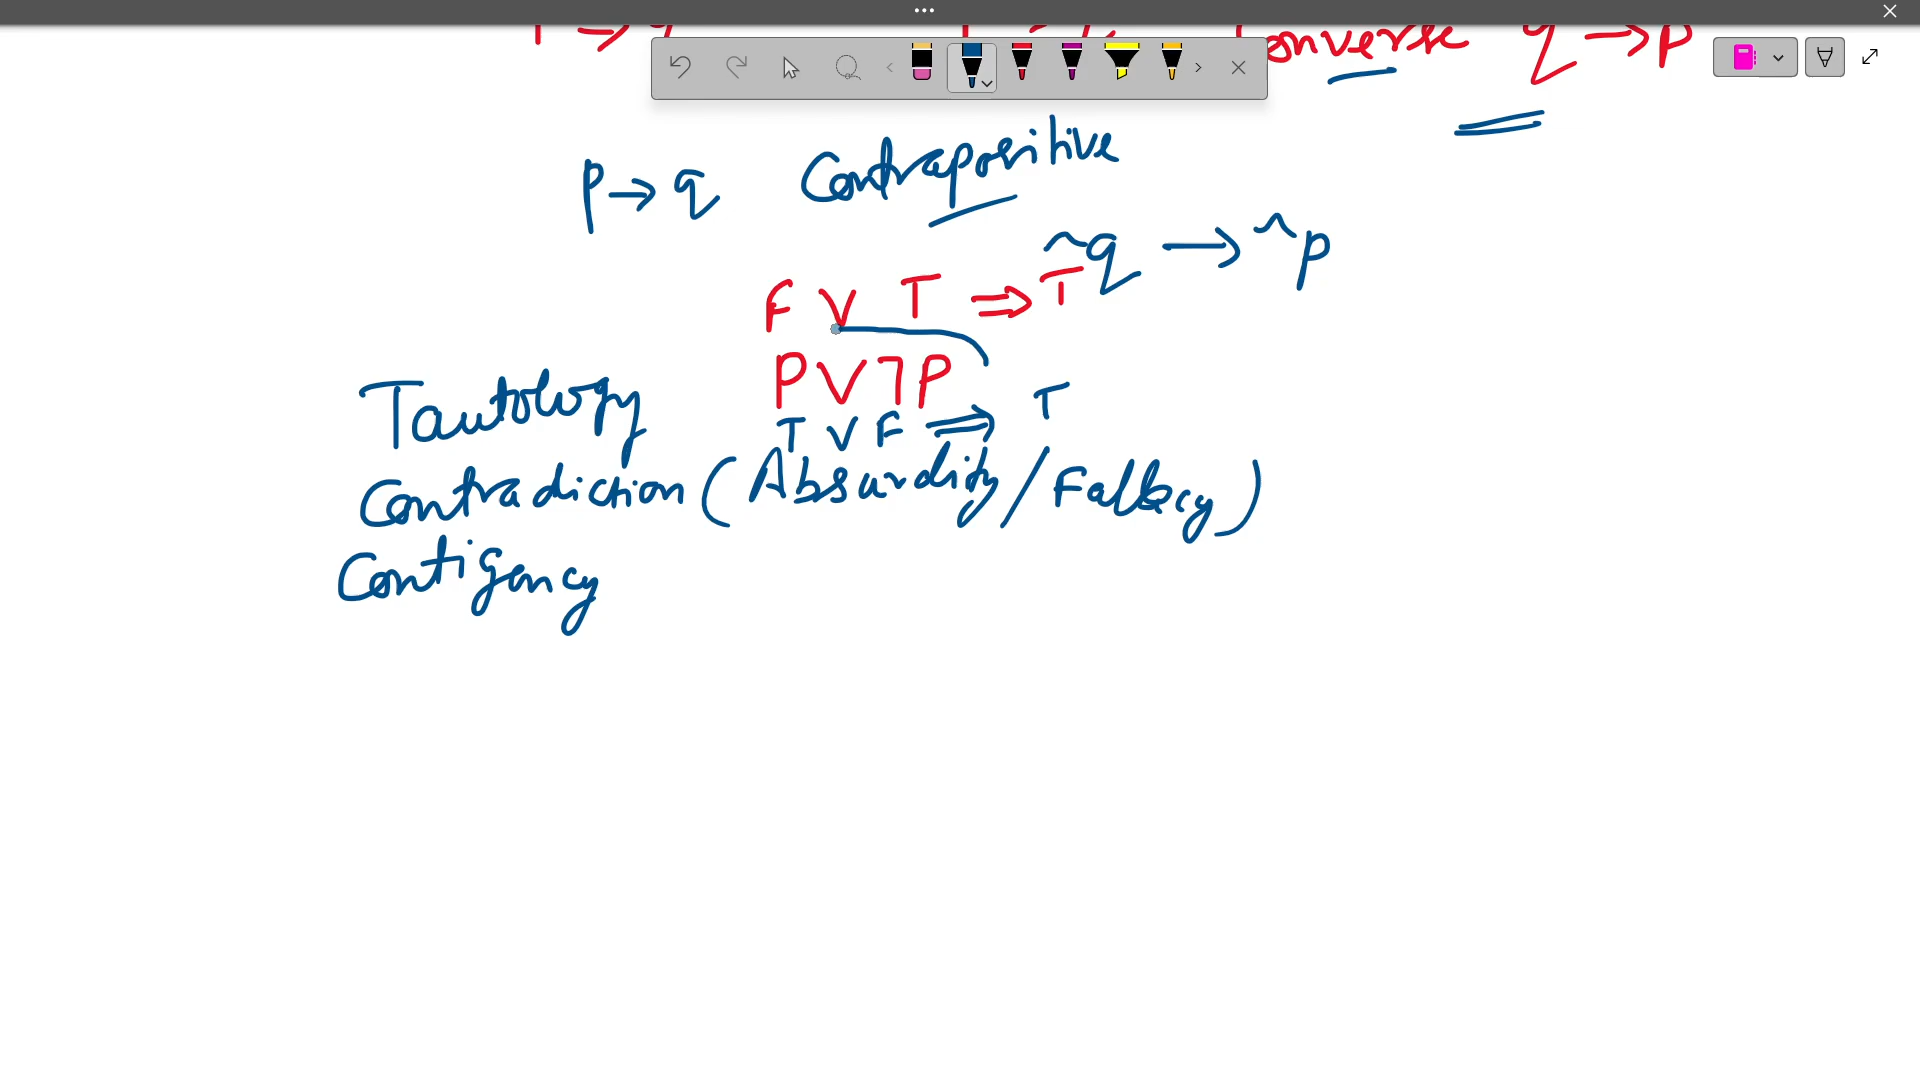 Converse q → p
p → q Contrapositive
~q → ~p
F V T ⇒ T
P V ┐P
Tautology
T V F ⇒ T
Contradiction (Absurdity/Fallacy)
Contigency